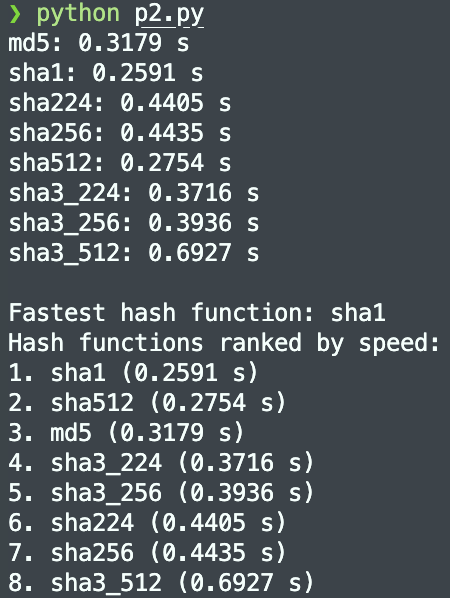 ❯ python p2.py
md5: 0.3179 s
sha1: 0.2591 s
sha224: 0.4405 s
sha256: 0.4435 s
sha512: 0.2754 s
sha3_224: 0.3716 s
sha3_256: 0.3936 s
sha3_512: 0.6927 s

Fastest hash function: sha1
Hash functions ranked by speed:
1. sha1 (0.2591 s)
2. sha512 (0.2754 s)
3. md5 (0.3179 s)
4. sha3_224 (0.3716 s)
5. sha3_256 (0.3936 s)
6. sha224 (0.4405 s)
7. sha256 (0.4435 s)
8. sha3_512 (0.6927 s)